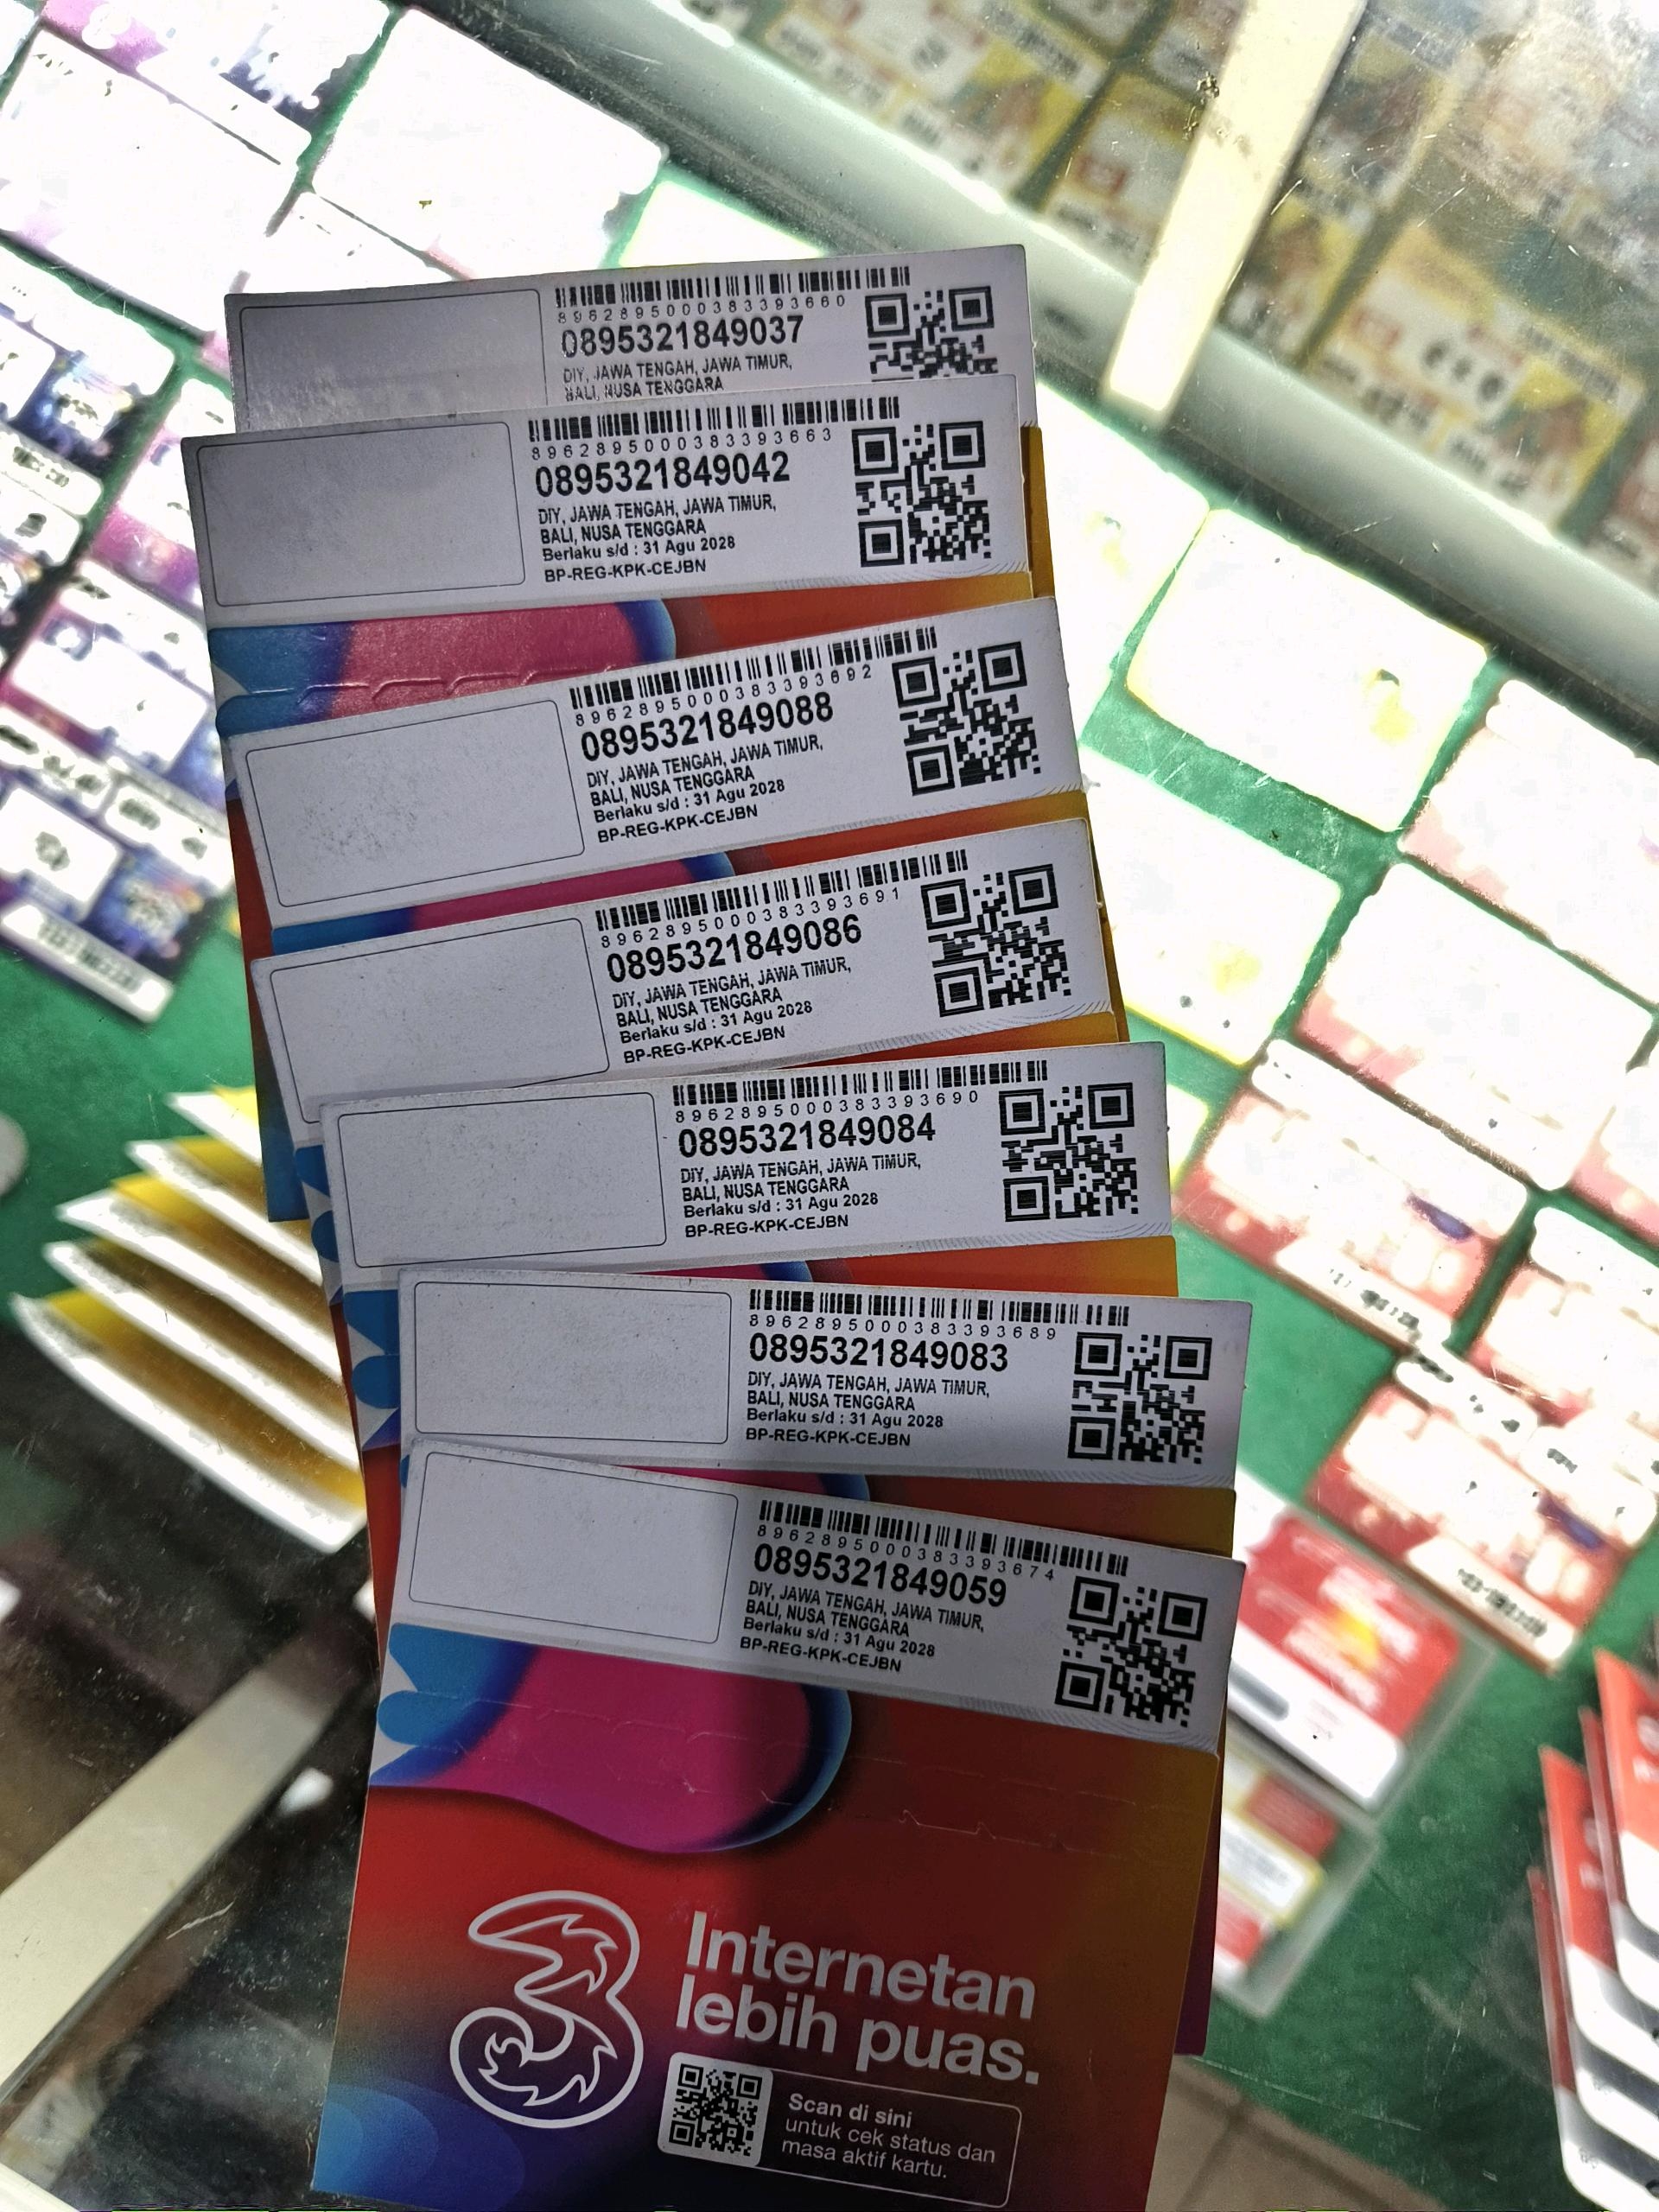 8962895000383393660
0895321849037
DIY, JAWA TENGAH, JAWA TIMUR,
BALI, NUSA TENGGARA
8962895000383393663
0895321849042
DIY, JAWA TENGAH, JAWA TIMUR,
BALI, NUSA TENGGARA
Berlaku s/d : 31 Agu 2028
BP-REG-KPK-CEJBN
8962895000383393692
0895321849088
DIY, JAWA TENGAH, JAWA TIMUR,
BALI, NUSA TENGGARA
Berlaku s/d : 31 Agu 2028
BP-REG-KPK-CEJBN
8962895000383393691
0895321849086
DIY, JAWA TENGAH, JAWA TIMUR,
BALI, NUSA TENGGARA
Berlaku s/d : 31 Agu 2028
BP-REG-KPK-CEJBN
8962895000383393690
0895321849084
DIY, JAWA TENGAH, JAWA TIMUR,
BALI, NUSA TENGGARA
Berlaku s/d : 31 Agu 2028
BP-REG-KPK-CEJBN
8962895000383393689
0895321849083
DIY, JAWA TENGAH, JAWA TIMUR,
BALI, NUSA TENGGARA
Berlaku s/d : 31 Agu 2028
BP-REG-KPK-CEJBN
8962895000383393674
0895321849059
DIY, JAWA TENGAH, JAWA TIMUR,
BALI, NUSA TENGGARA
Berlaku s/d : 31 Agu 2028
BP-REG-KPK-CEJBN
3
Internetan
lebih puas.
Scan di sini
untuk cek status dan
masa aktif kartu.